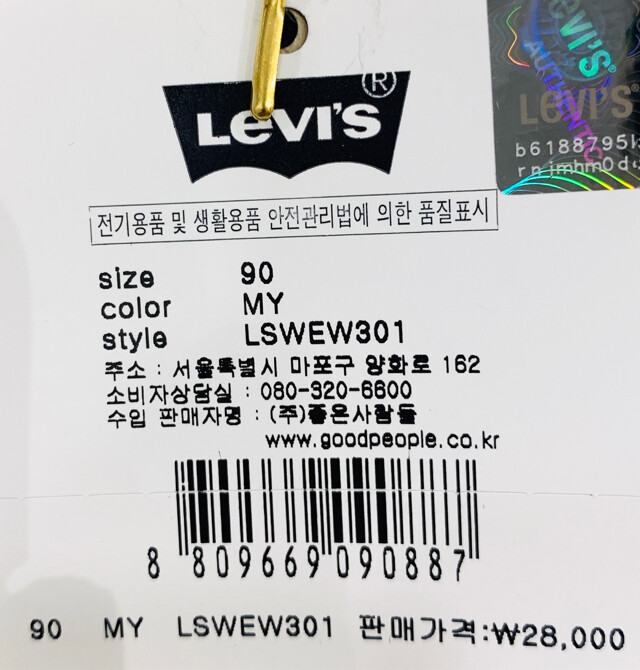 LEVI'S®
LEVI'S®
AUTHENTIC
LEVI'S
b6188795
전기용품 및 생활용품 안전관리법에 의한 품질표시
size 90
color MY
style LSWEW301
주소 : 서울특별시 마포구 양화로 162
소비자상담실 : 080-320-6600
수입 판매자명 : (주)좋은사람들
www.goodpeople.co.kr
8 809669 090887
90 MY LSWEW301 판매가격:₩28,000